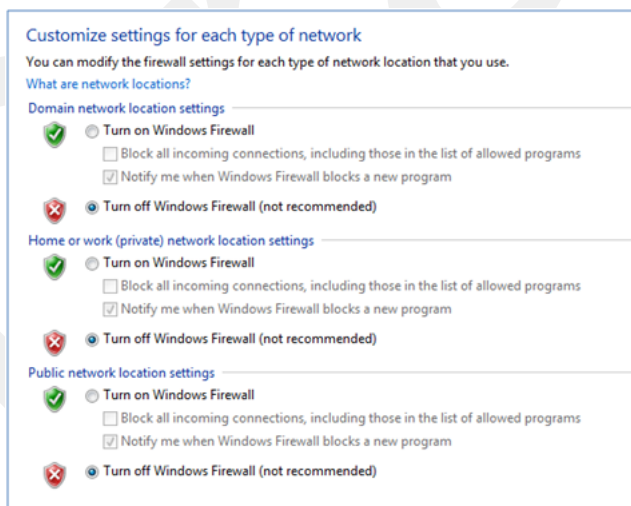 Customize settings for each type of network
You can modify the firewall settings for each type of network location that you use.
What are network locations?
Domain network location settings
Turn on Windows Firewall
Block all incoming connections, including those in the list of allowed programs
Notify me when Windows Firewall blocks a new program
Turn off Windows Firewall (not recommended)
Home or work (private) network location settings
Turn on Windows Firewall
Block all incoming connections, including those in the list of allowed programs
Notify me when Windows Firewall blocks a new program
Turn off Windows Firewall (not recommended)
Public network location settings
Turn on Windows Firewall
Block all incoming connections, including those in the list of allowed programs
Notify me when Windows Firewall blocks a new program
Turn off Windows Firewall (not recommended)